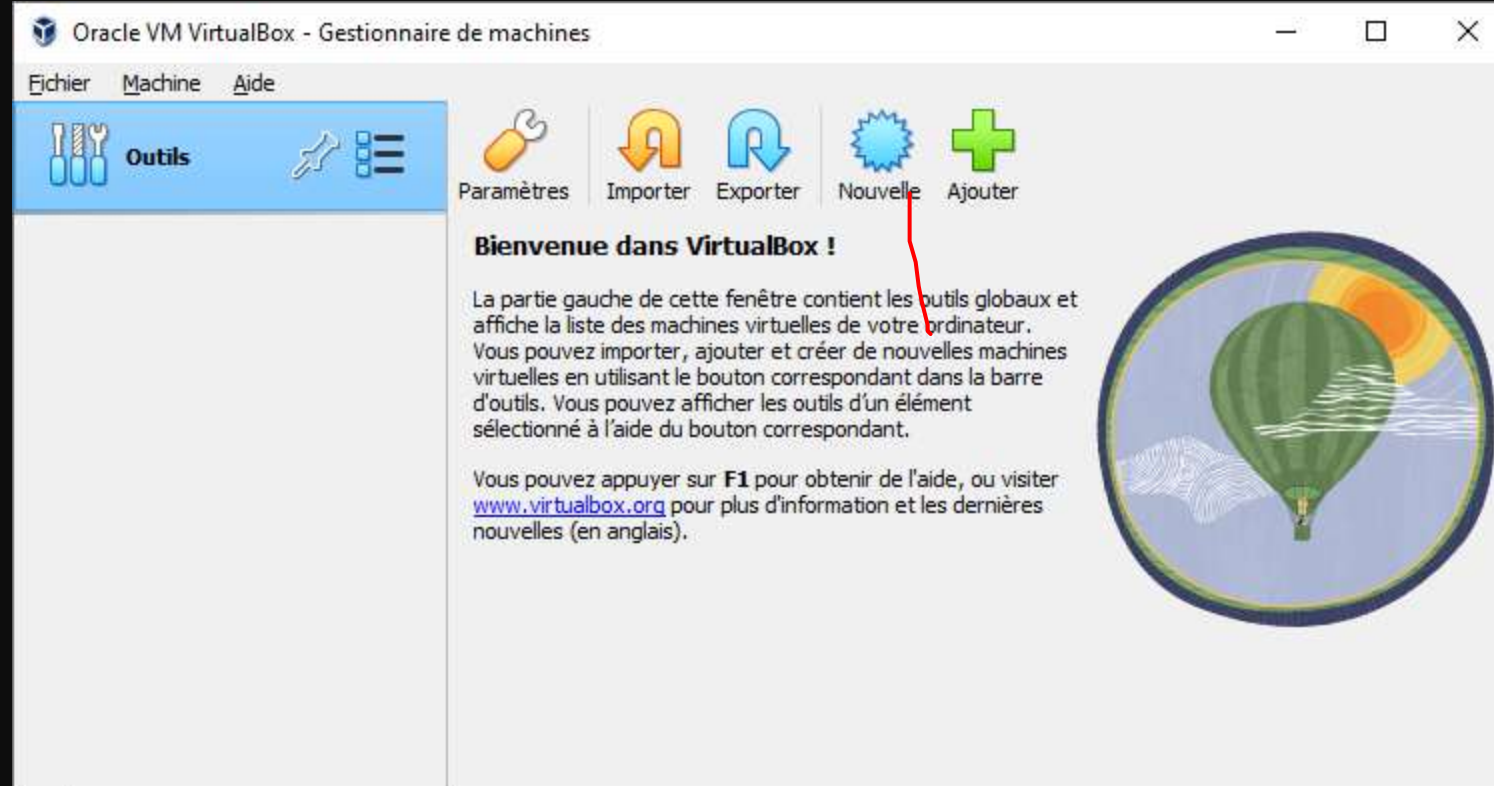 Oracle VM VirtualBox - Gestionnaire de machines
Fichier Machine Aide
Outils
Paramètres Importer Exporter Nouvelle Ajouter
Bienvenue dans VirtualBox !
La partie gauche de cette fenêtre contient les outils globaux et
affiche la liste des machines virtuelles de votre ordinateur.
Vous pouvez importer, ajouter et créer de nouvelles machines
virtuelles en utilisant le bouton correspondant dans la barre
d'outils. Vous pouvez afficher les outils d’un élément
sélectionné à l’aide du bouton correspondant.
Vous pouvez appuyer sur F1 pour obtenir de l'aide, ou visiter
www.virtualbox.org pour plus d'information et les dernières
nouvelles (en anglais).